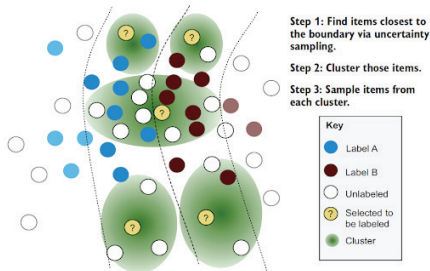 Step 1: Find items closest to
the boundary via uncertainty
sampling.
Step 2: Cluster those items.
Step 3: Sample items from
each cluster.
Key
Label A
Label B
Unlabeled
? Selected to
be labeled
Cluster
?
?
?
?
?